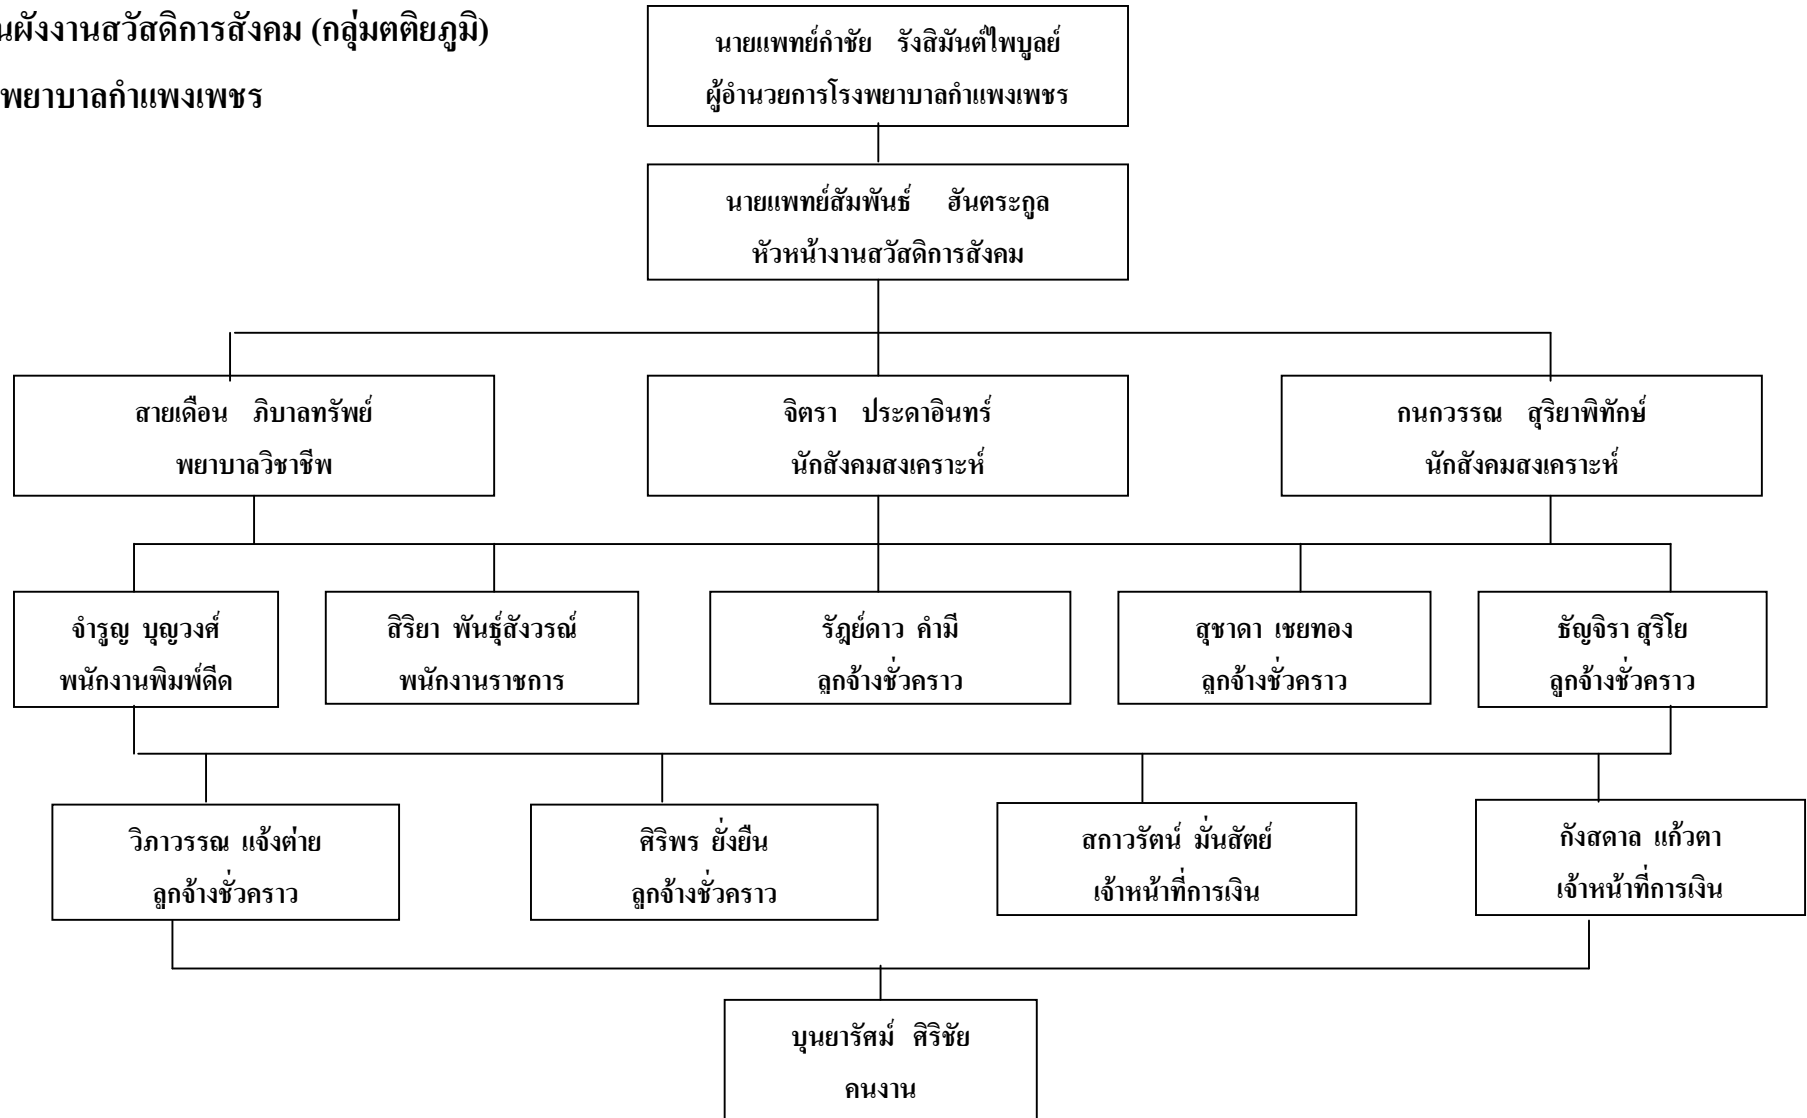 นผังงานสวัสดิการสังคม (กลุ่มตติยภูมิ)
พยาบาลกำแพงเพชร
นายแพทย์กำชัย รังสิมันต์ไพบูลย์
ผู้อำนวยการโรงพยาบาลกำแพงเพชร
นายแพทย์สัมพันธ์ ฮันตระกูล
หัวหน้างานสวัสดิการสังคม
สายเดือน ภิบาลทรัพย์
พยาบาลวิชาชีพ
จิตรา ประดาอินทร์
นักสังคมสงเคราะห์
กนกวรรณ สุริยาพิทักษ์
นักสังคมสงเคราะห์
จำรูญ บุญวงศ์
พนักงานพิมพ์ดีด
สิริยา พันธุ์สังวรณ์
พนักงานราชการ
รัฎย์ดาว คำมี
ลูกจ้างชั่วคราว
สุชาดา เชยทอง
ลูกจ้างชั่วคราว
ธัญจิรา สุริโย
ลูกจ้างชั่วคราว
วิภาวรรณ แจ้งต่าย
ลูกจ้างชั่วคราว
ศิริพร ยั่งยืน
ลูกจ้างชั่วคราว
สกาวรัตน์ มั่นสัตย์
เจ้าหน้าที่การเงิน
กังสดาล แก้วตา
เจ้าหน้าที่การเงิน
บุนยารัศม์ ศิริชัย
คนงาน